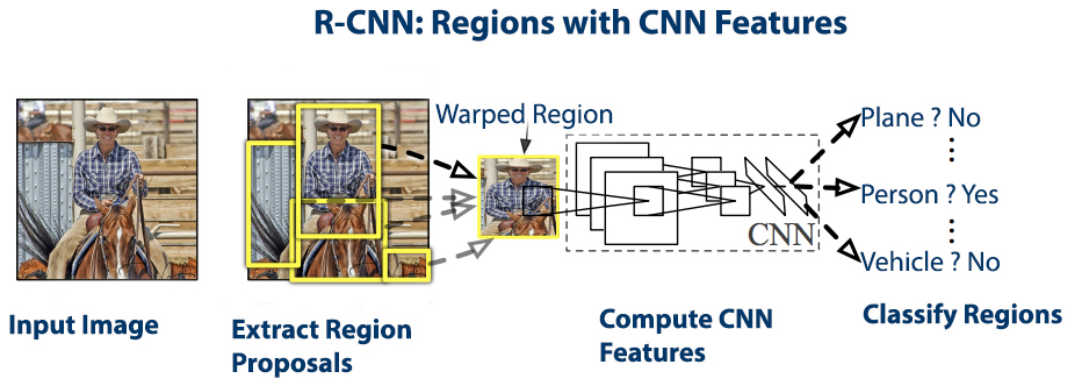 R-CNN: Regions with CNN Features
Warped Region
Plane ? No
Person ? Yes
CNN
Vehicle ? No
Input Image
Extract Region
Proposals
Compute CNN
Features
Classify Regions